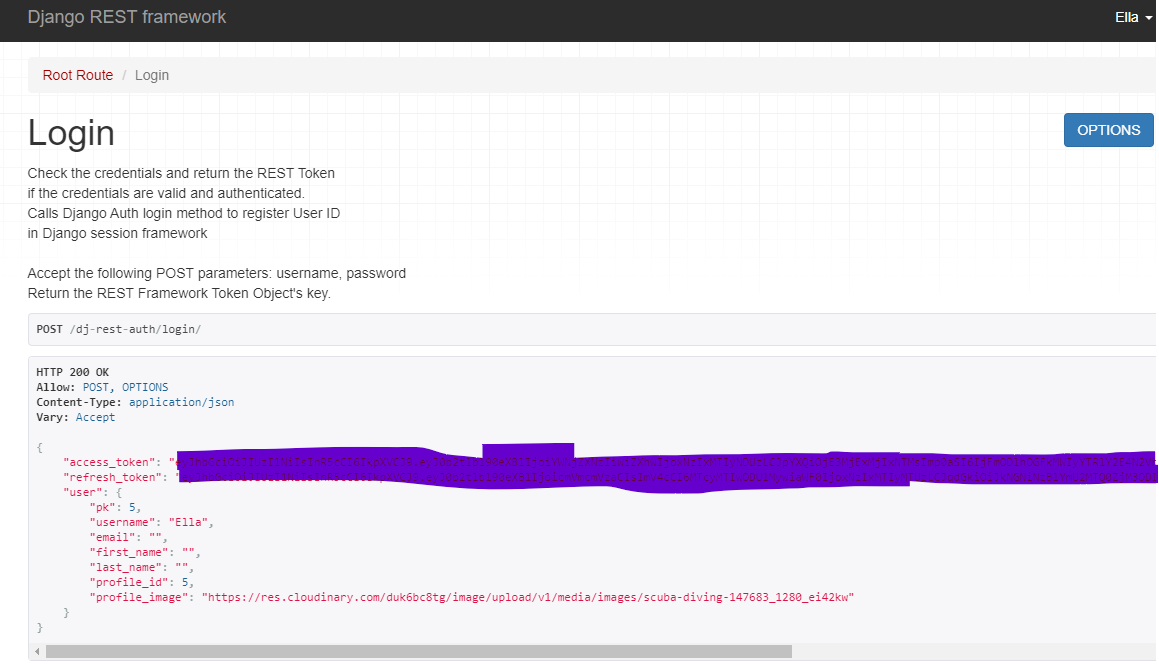 Django REST framework
Ella
Root Route / Login
Login
OPTIONS
Check the credentials and return the REST Token
if the credentials are valid and authenticated.
Calls Django Auth login method to register User ID
in Django session framework
Accept the following POST parameters: username, password
Return the REST Framework Token Object's key.
POST /dj-rest-auth/login/
HTTP 200 OK
Allow: POST, OPTIONS
Content-Type: application/json
Vary: Accept
{
"access_token": "
"refresh_token": "
"user": {
"pk": 5,
"username": "Ella",
"email": "",
"first_name": "",
"last_name": "",
"profile_id": 5,
"profile_image": "https://res.cloudinary.com/duk6bc8tg/image/upload/v1/media/images/scuba-diving-147683_1280_ei42kw"
}
}